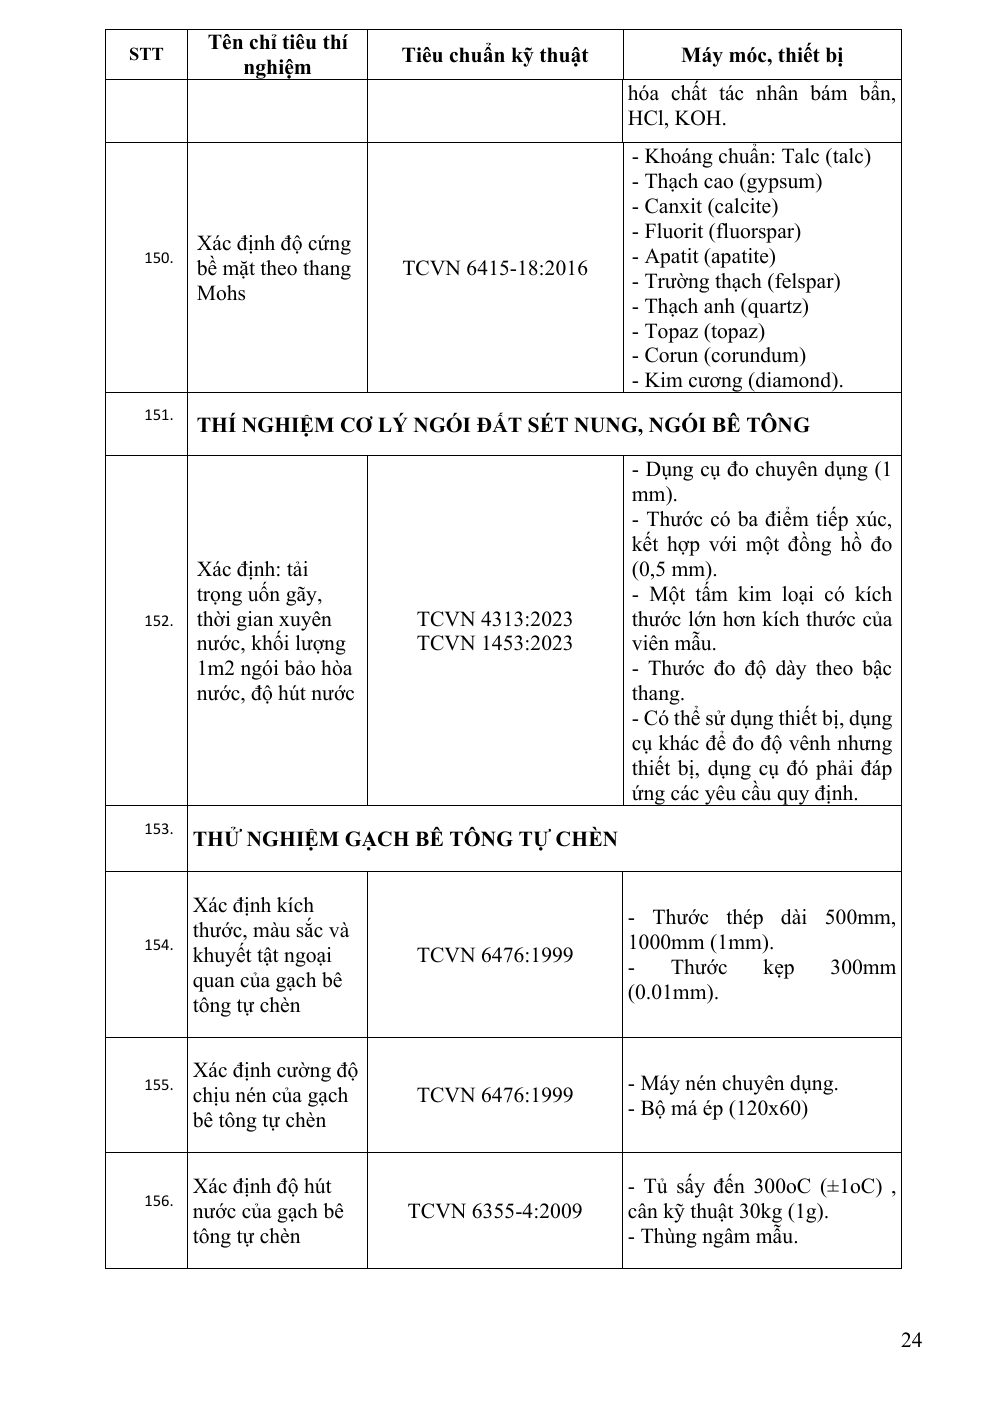 STT
Tên chỉ tiêu thí
nghiệm
Tiêu chuẩn kỹ thuật
Máy móc, thiết bị
hóa chất tác nhân bám bẩn,
HCl, KOH.
150.
Xác định độ cứng
bề mặt theo thang
Mohs
TCVN 6415-18:2016
- Khoáng chuẩn: Talc (talc)
- Thạch cao (gypsum)
- Canxit (calcite)
- Fluorit (fluorspar)
- Apatit (apatite)
- Trường thạch (felspar)
- Thạch anh (quartz)
- Topaz (topaz)
- Corun (corundum)
- Kim cương (diamond).
151.
THÍ NGHIỆM CƠ LÝ NGÓI ĐẤT SÉT NUNG, NGÓI BÊ TÔNG
152.
Xác định: tải
trọng uốn gãy,
thời gian xuyên
nước, khối lượng
1m2 ngói bảo hòa
nước, độ hút nước
TCVN 4313:2023
TCVN 1453:2023
- Dụng cụ đo chuyên dụng (1
mm).
- Thước có ba điểm tiếp xúc,
kết hợp với một đồng hồ đo
(0,5 mm).
- Một tấm kim loại có kích
thước lớn hơn kích thước của
viên mẫu.
- Thước đo độ dày theo bậc
thang.
- Có thể sử dụng thiết bị, dụng
cụ khác để đo độ vênh nhưng
thiết bị, dụng cụ đó phải đáp
ứng các yêu cầu quy định.
153.
THỬ NGHIỆM GẠCH BÊ TÔNG TỰ CHÈN
154.
Xác định kích
thước, màu sắc và
khuyết tật ngoại
quan của gạch bê
tông tự chèn
TCVN 6476:1999
- Thước thép dài 500mm,
1000mm (1mm).
- Thước kẹp 300mm
(0.01mm).
155.
Xác định cường độ
chịu nén của gạch
bê tông tự chèn
TCVN 6476:1999
- Máy nén chuyên dụng.
- Bộ má ép (120x60)
156.
Xác định độ hút
nước của gạch bê
tông tự chèn
TCVN 6355-4:2009
- Tủ sấy đến 300oC (±1oC) ,
cân kỹ thuật 30kg (1g).
- Thùng ngâm mẫu.
24